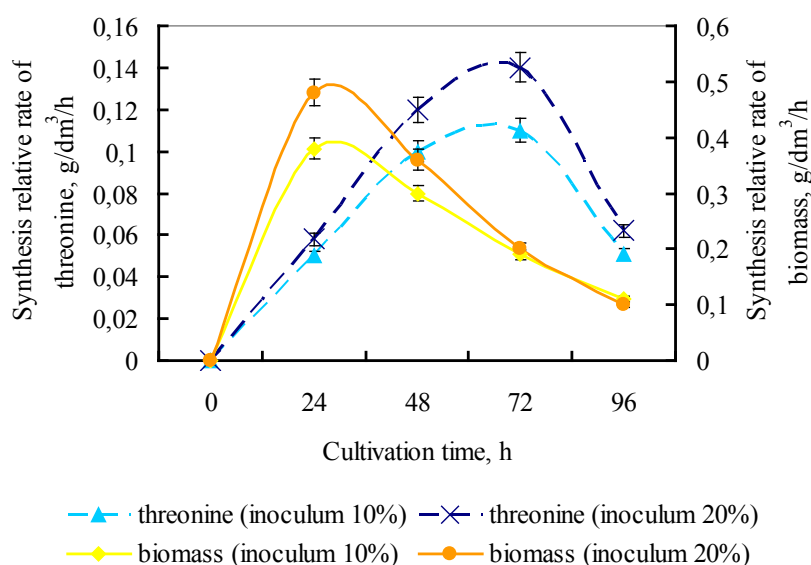 Synthesis relative rate of
threonine, g/dm³/h
0,16
0,14
0,12
0,1
0,08
0,06
0,04
0,02
0
0,6
0,5
0,4
0,3
0,2
0,1
0
Synthesis relative rate of
biomass, g/dm³/h
0 24 48 72 96
Cultivation time, h
threonine (inoculum 10%) threonine (inoculum 20%)
biomass (inoculum 10%) biomass (inoculum 20%)